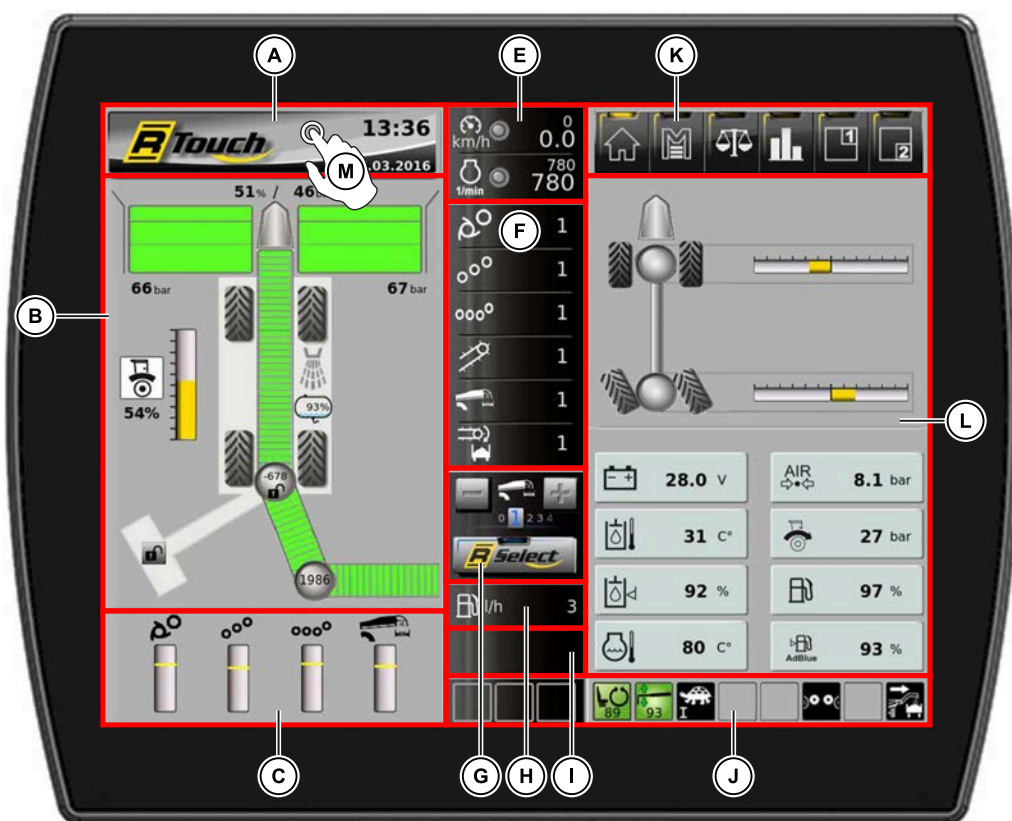 A
E
K
R Touch
13:36
.03.2016
M
km/h
0
0.0
1/min
780
780
1
2
51% / 46
66 bar
67 bar
B
54%
93%
-678
1986
F
1
1
1
1
1
1
0 1 2 3 4
R Select
l/h
3
L
28.0 V
AIR
8.1 bar
31 C°
27 bar
92 %
97 %
80 C°
AdBlue
93 %
89
93
I
C
G
H
I
J